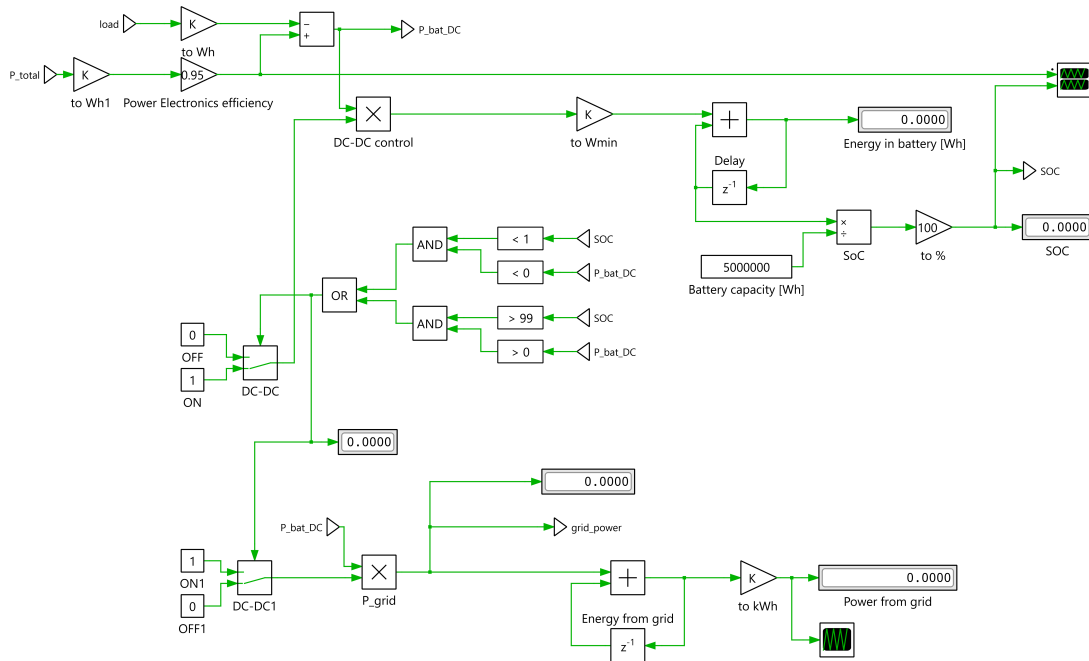 load
K
to Wh
−
+
P_bat_DC
P_total
K
to Wh1
0.95
Power Electronics efficiency
×
DC-DC control
K
to Wmin
+
0.0000
Energy in battery [Wh]
Delay
z⁻¹
SOC
×
÷
SoC
100
to %
0.0000
SOC
5000000
Battery capacity [Wh]
AND
< 1
SOC
< 0
P_bat_DC
OR
AND
> 99
SOC
> 0
P_bat_DC
0
OFF
1
ON
DC-DC
0.0000
0.0000
P_bat_DC
grid_power
1
ON1
0
OFF1
DC-DC1
×
P_grid
+
Energy from grid
z⁻¹
K
to kWh
0.0000
Power from grid